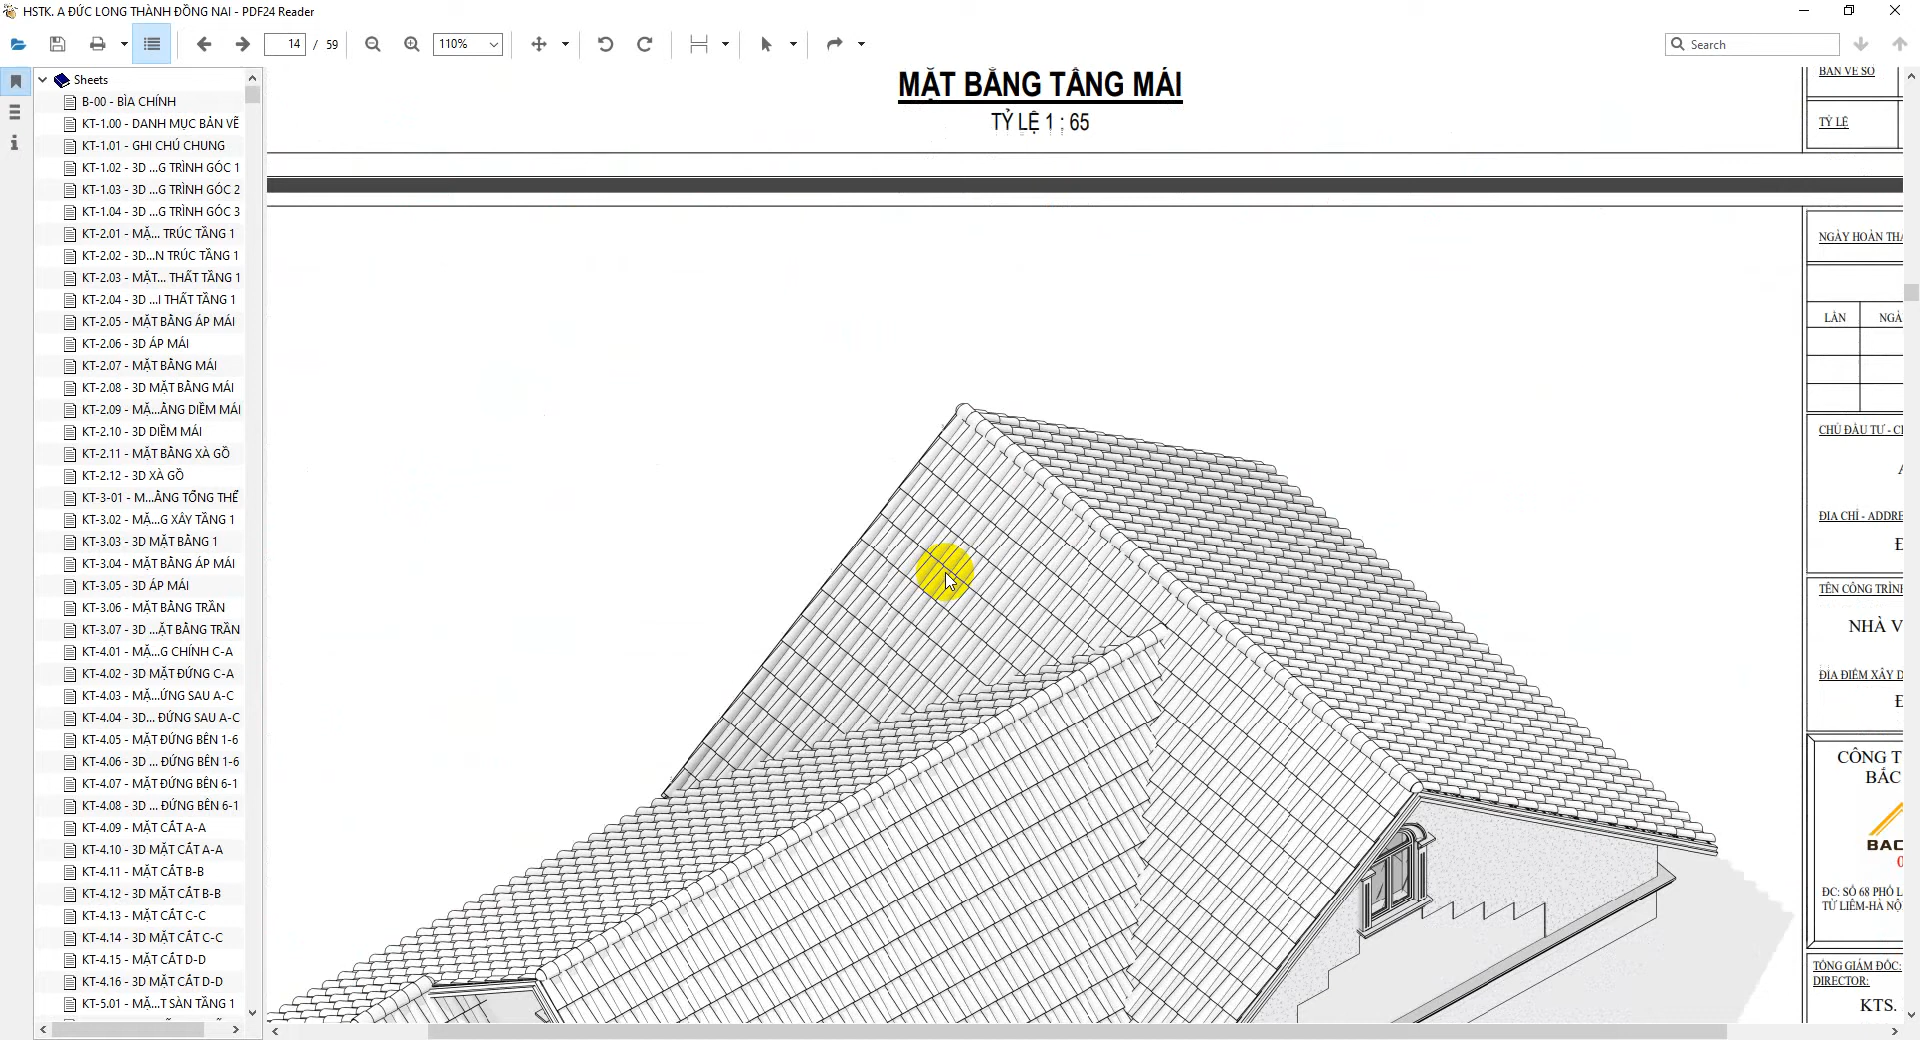 HSTK. A ĐỨC LONG THÀNH ĐỒNG NAI - PDF24 Reader
14 / 59
110%
Search
Sheets
B-00 - BÌA CHÍNH
KT-1.00 - DANH MỤC BẢN VẼ
KT-1.01 - GHI CHÚ CHUNG
KT-1.02 - 3D ...G TRÌNH GÓC 1
KT-1.03 - 3D ...G TRÌNH GÓC 2
KT-1.04 - 3D ...G TRÌNH GÓC 3
KT-2.01 - MẶ... TRÚC TẦNG 1
KT-2.02 - 3D...N TRÚC TẦNG 1
KT-2.03 - MẶT... THẤT TẦNG 1
KT-2.04 - 3D ...I THẤT TẦNG 1
KT-2.05 - MẶT BẰNG ÁP MÁI
KT-2.06 - 3D ÁP MÁI
KT-2.07 - MẶT BẰNG MÁI
KT-2.08 - 3D MẶT BẰNG MÁI
KT-2.09 - MẶ...ẰNG DIỀM MÁI
KT-2.10 - 3D DIỀM MÁI
KT-2.11 - MẶT BẰNG XÀ GỒ
KT-2.12 - 3D XÀ GỒ
KT-3-01 - M...ẰNG TỔNG THỂ
KT-3.02 - MẶ...G XÂY TẦNG 1
KT-3.03 - 3D MẶT BẰNG 1
KT-3.04 - MẶT BẰNG ÁP MÁI
KT-3.05 - 3D ÁP MÁI
KT-3.06 - MẶT BẰNG TRẦN
KT-3.07 - 3D ...ẶT BẰNG TRẦN
KT-4.01 - MẶ...G CHÍNH C-A
KT-4.02 - 3D MẶT ĐỨNG C-A
KT-4.03 - MẶ...ỨNG SAU A-C
KT-4.04 - 3D... ĐỨNG SAU A-C
KT-4.05 - MẶT ĐỨNG BÊN 1-6
KT-4.06 - 3D ... ĐỨNG BÊN 1-6
KT-4.07 - MẶT ĐỨNG BÊN 6-1
KT-4.08 - 3D ... ĐỨNG BÊN 6-1
KT-4.09 - MẶT CẮT A-A
KT-4.10 - 3D MẶT CẮT A-A
KT-4.11 - MẶT CẮT B-B
KT-4.12 - 3D MẶT CẮT B-B
KT-4.13 - MẶT CẮT C-C
KT-4.14 - 3D MẶT CẮT C-C
KT-4.15 - MẶT CẮT D-D
KT-4.16 - 3D MẶT CẮT D-D
KT-5.01 - MẶ...T SÀN TẦNG 1
MẶT BẰNG TẦNG MÁI
TỶ LỆ 1 : 65
BẢN VẼ SỐ
TỶ LỆ
NGÀY HOÀN THÀ
LẦN NGÀ
CHỦ ĐẦU TƯ - C
ĐỊA CHỈ - ADDRE
TÊN CÔNG TRÌNH
NHÀ V
ĐỊA ĐIỂM XÂY D
CÔNG T
BẮC
BAC
ĐC: SỐ 68 PHỐ L
TỪ LIÊM-HÀ NỘ
TỔNG GIÁM ĐỐC:
DIRECTOR:
KTS.